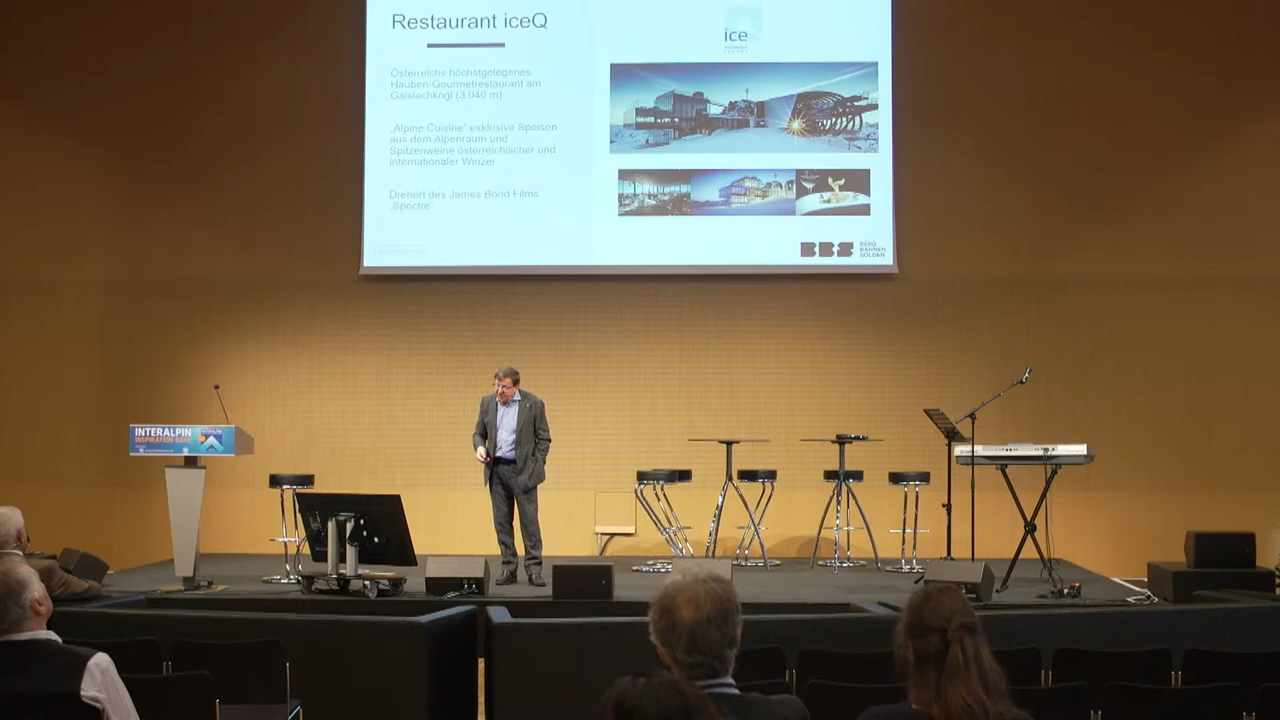 Restaurant iceQ
ice
Österreichs höchstgelegenes
Hauben-Gourmetrestaurant am
Gaislachkogl (3.040 m)
„Alpine Cuisine“ exklusive Speisen
aus dem Alpenraum und
Spitzenweine österreichischer und
internationaler Winzer
Drehort des James Bond Films
„Spectre“
BBS
BERG
BAHNEN
SÖLDEN
INTERALPIN
INSPIRATION DAYS